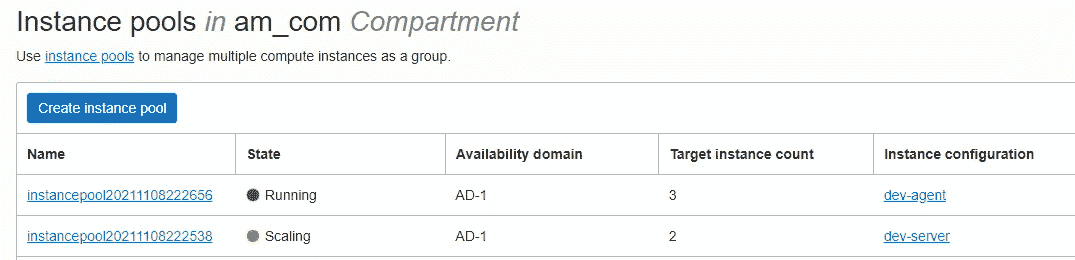 Instance pools in am_com Compartment
Use instance pools to manage multiple compute instances as a group.
Create instance pool
Name State Availability domain Target instance count Instance configuration
instancepool20211108222656 Running AD-1 3 dev-agent
instancepool20211108222538 Scaling AD-1 2 dev-server